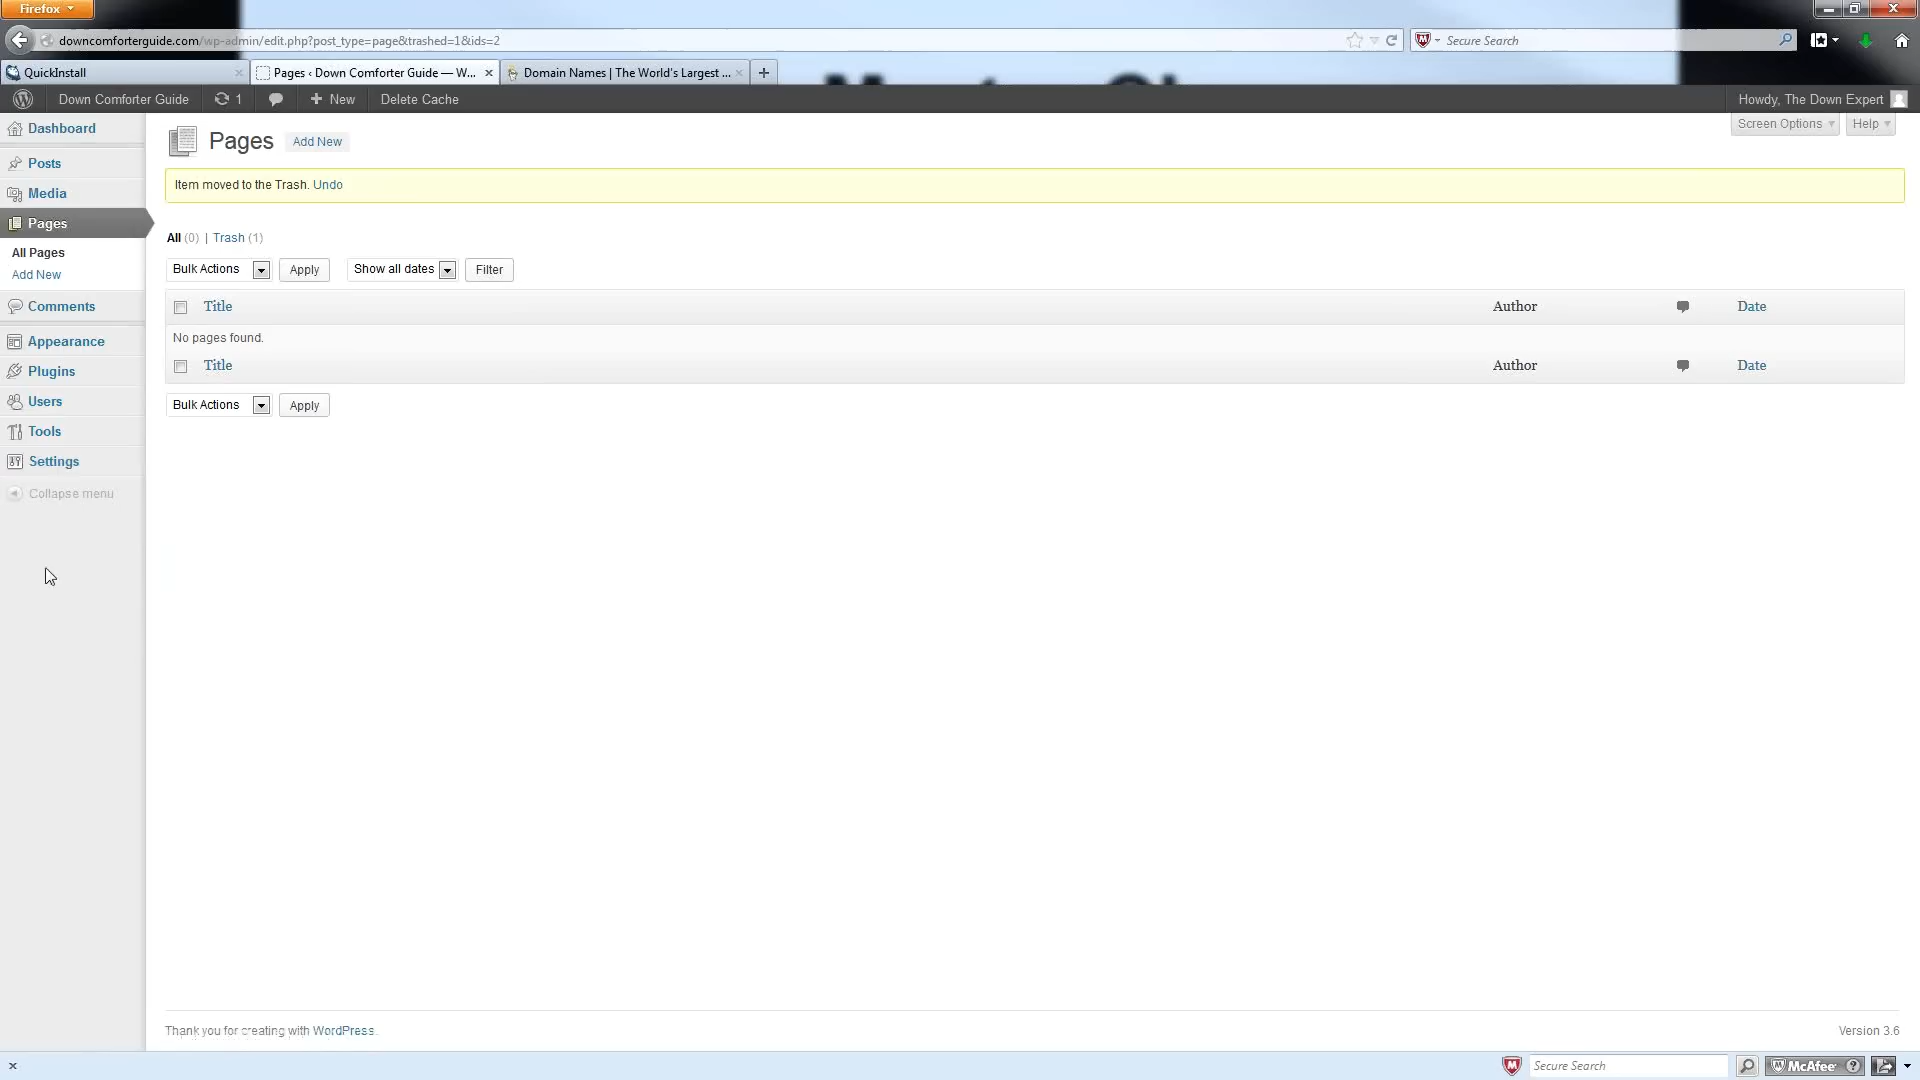 Firefox
downcomforterguide.com/wp-admin/edit.php?post_type=page&trashed=1&ids=2
Secure Search
QuickInstall
Pages ‹ Down Comforter Guide — W...
Domain Names | The World's Largest ...
Down Comforter Guide
1
New
Delete Cache
Howdy, The Down Expert
Dashboard
Posts
Media
Pages
All Pages
Add New
Comments
Appearance
Plugins
Users
Tools
Settings
Collapse menu
Screen Options
Help
Pages
Add New
Item moved to the Trash. Undo
All (0) | Trash (1)
Bulk Actions
Apply
Show all dates
Filter
Title
Author
Date
No pages found.
Title
Author
Date
Bulk Actions
Apply
Thank you for creating with WordPress.
Version 3.6
Secure Search
McAfee